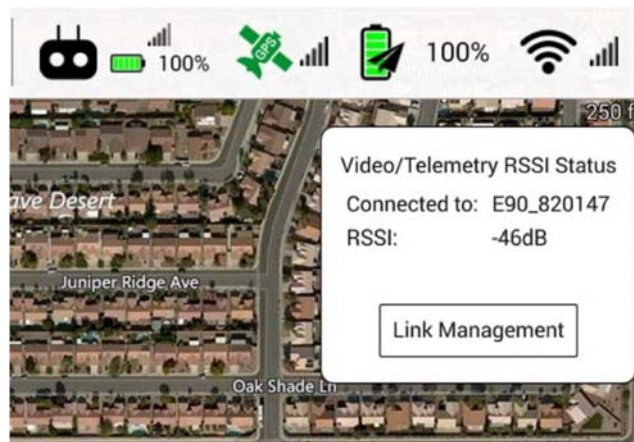 100%
GPS
100%
250 f
Video/Telemetry RSSI Status
ave Desert
Connected to: E90_820147
RSSI: -46dB
Juniper Ridge Ave
Link Management
Oak Shade Ln